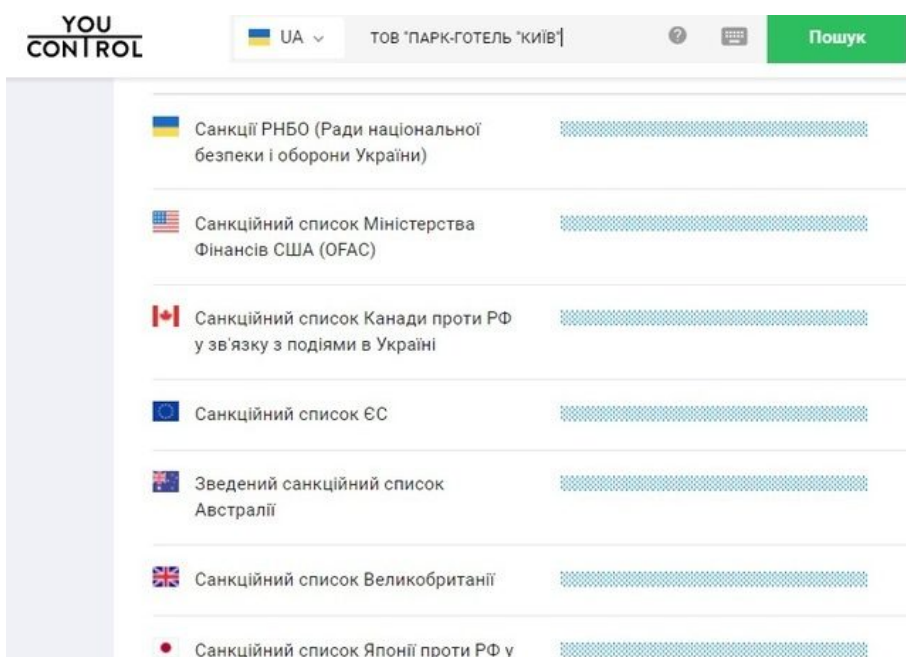 YOU
CONTROL
UA
ТОВ "ПАРК-ГОТЕЛЬ "КИЇВ"
Пошук
Санкції РНБО (Ради національної
безпеки і оборони України)
Санкційний список Міністерства
Фінансів США (OFAC)
Санкційний список Канади проти РФ
у зв'язку з подіями в Україні
Санкційний список ЄС
Зведений санкційний список
Австралії
Санкційний список Великобританії
Санкційний список Японії проти РФ у